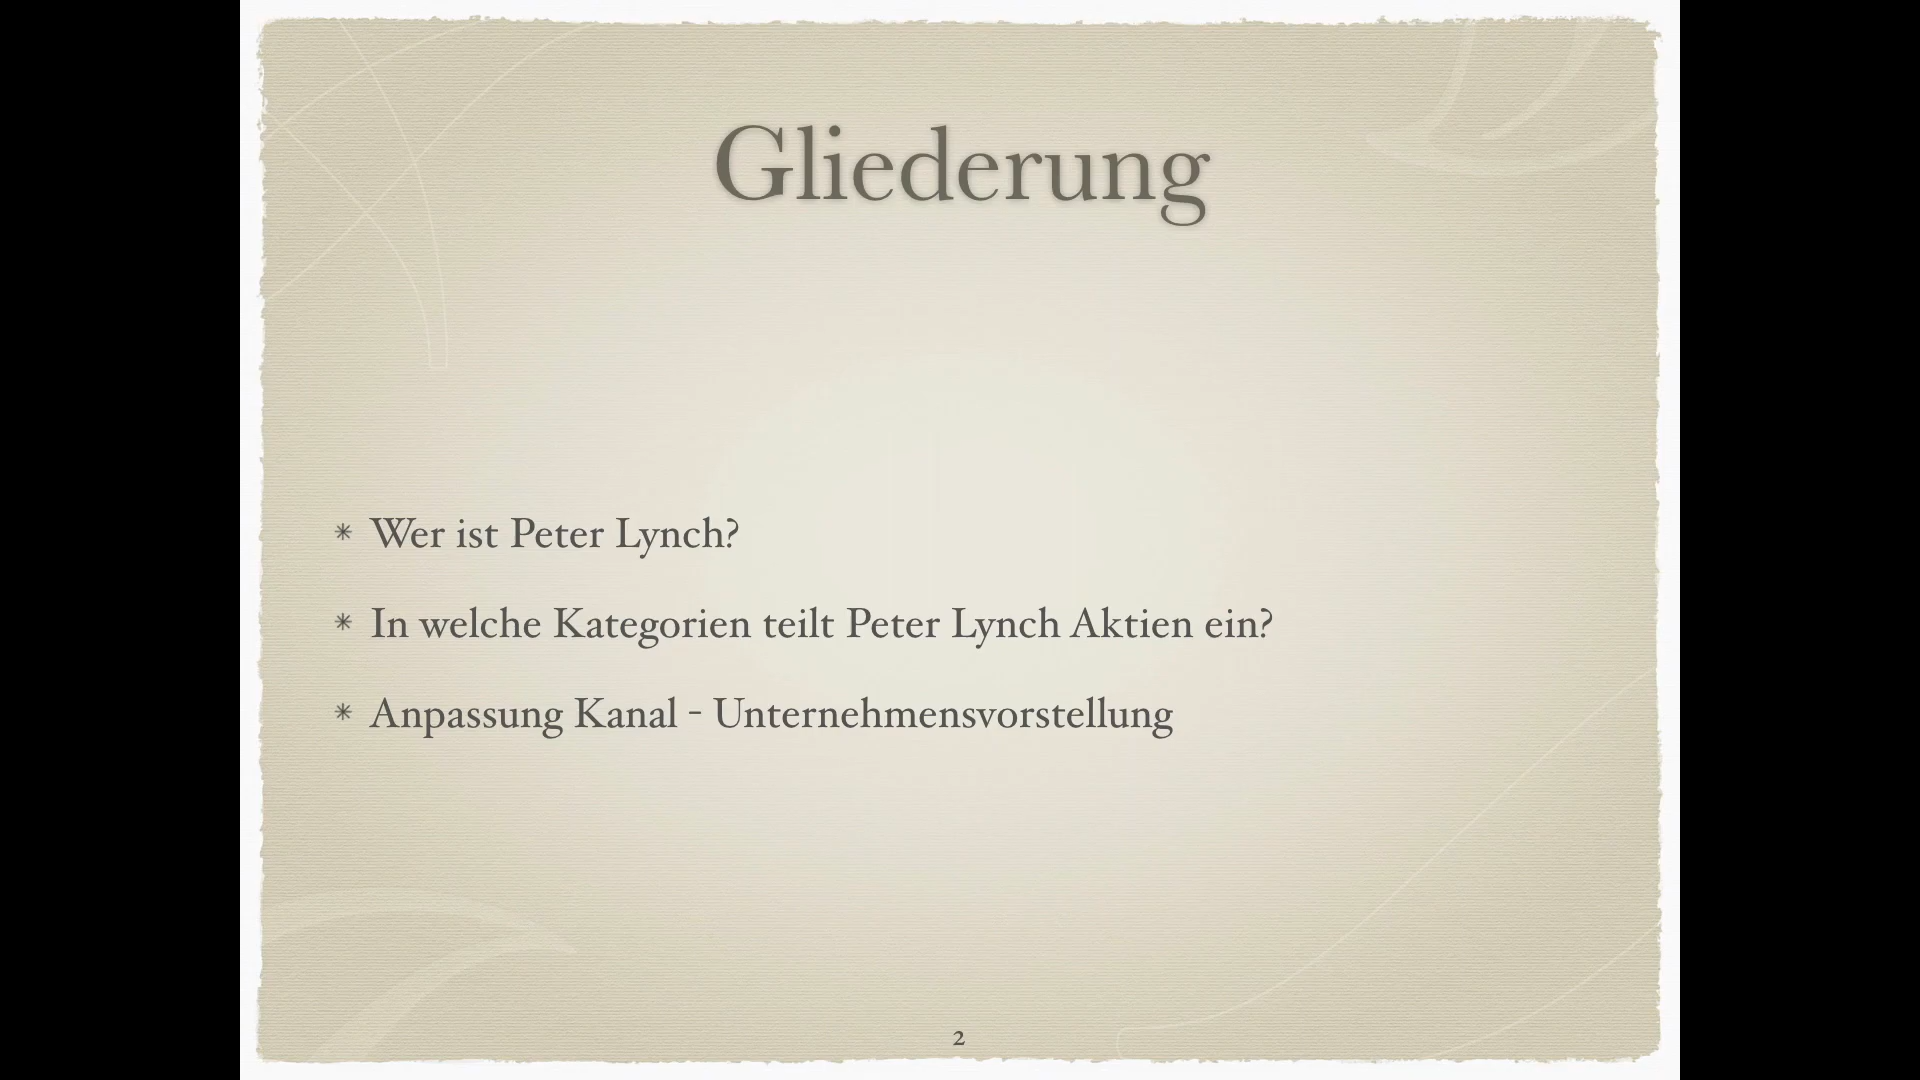 Gliederung
* Wer ist Peter Lynch?
* In welche Kategorien teilt Peter Lynch Aktien ein?
* Anpassung Kanal - Unternehmensvorstellung
2